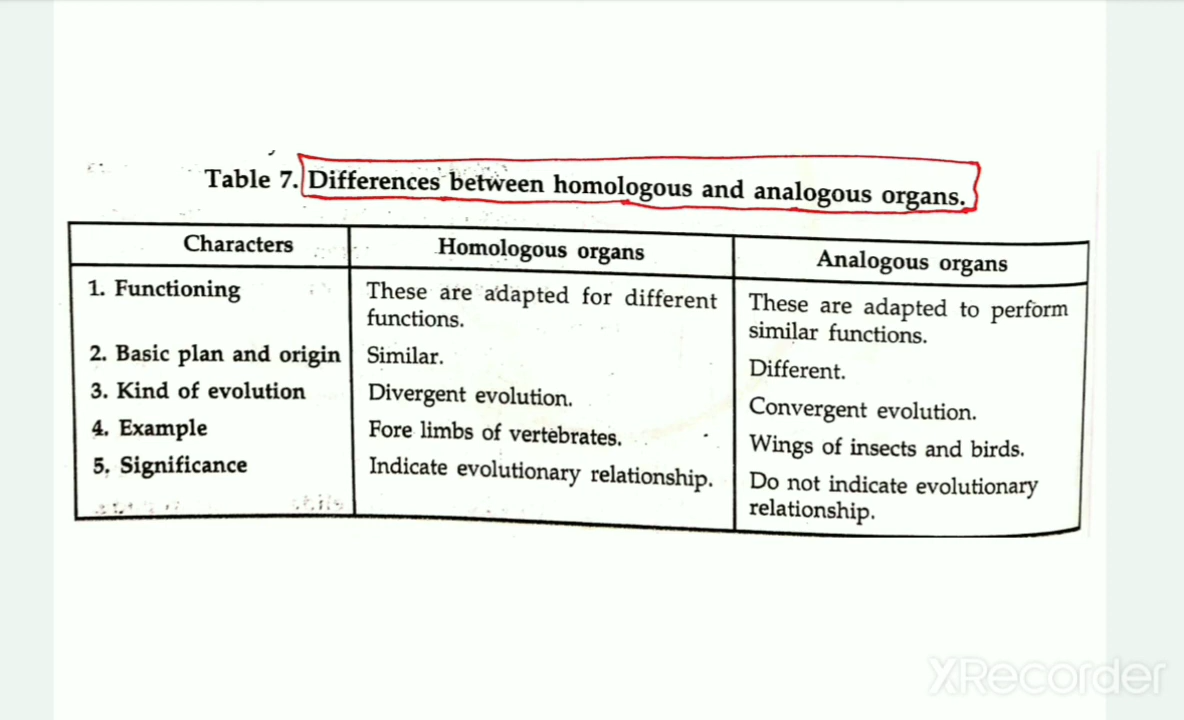 Table 7. Differences between homologous and analogous organs.
Characters Homologous organs Analogous organs
1. Functioning These are adapted for different functions. These are adapted to perform similar functions.
2. Basic plan and origin Similar. Different.
3. Kind of evolution Divergent evolution. Convergent evolution.
4. Example Fore limbs of vertebrates. Wings of insects and birds.
5. Significance Indicate evolutionary relationship. Do not indicate evolutionary relationship.
XRecorder